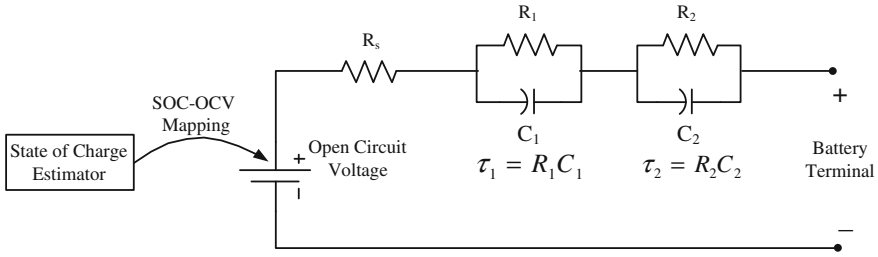 R₁
R₂
Rₛ
SOC-OCV
Mapping
State of Charge
Estimator
+
Open Circuit
Voltage
C₁
C₂
τ₁ = R₁C₁
τ₂ = R₂C₂
+
Battery
Terminal
−